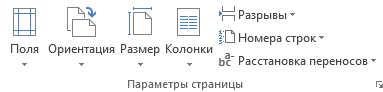 Поля
Ориентация
Размер
Колонки
Разрывы
Номера строк
Расстановка переносов
Параметры страницы